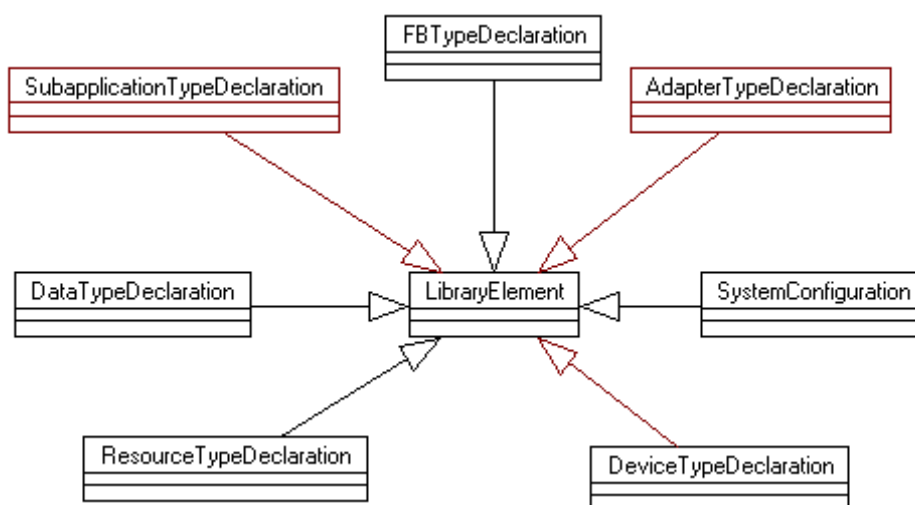 FBTypeDeclaration
SubapplicationTypeDeclaration
AdapterTypeDeclaration
DataTypeDeclaration
LibraryElement
SystemConfiguration
ResourceTypeDeclaration
DeviceTypeDeclaration